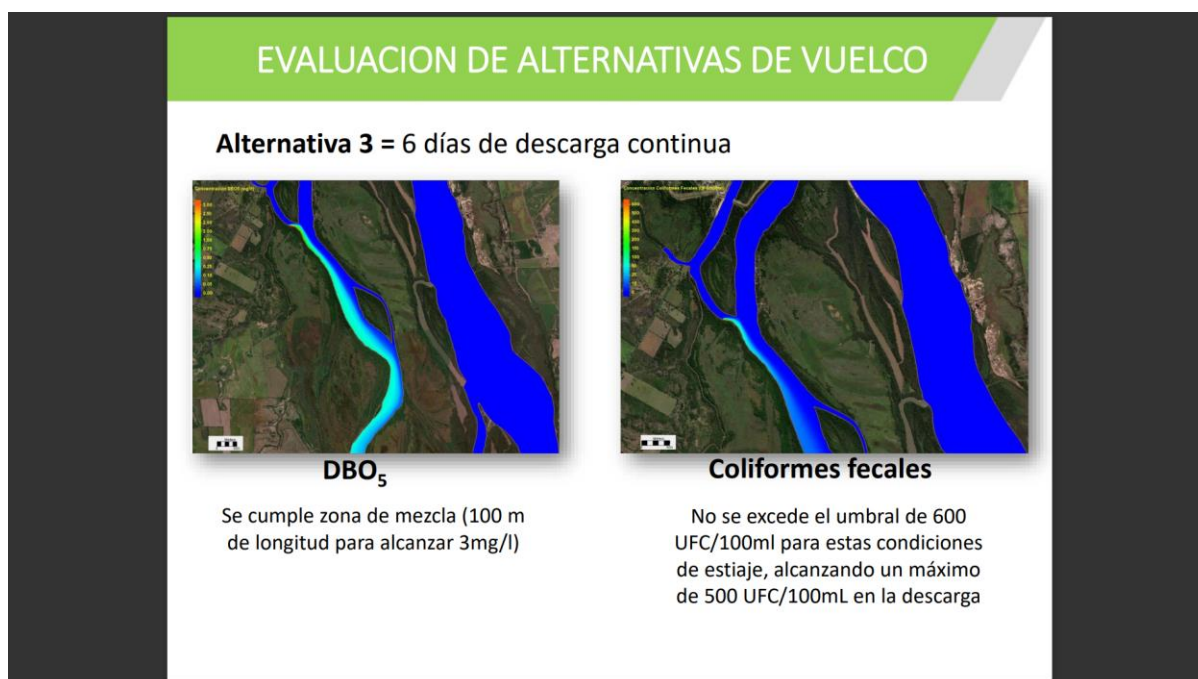 EVALUACION DE ALTERNATIVAS DE VUELCO
Alternativa 3 = 6 días de descarga continua
DBO5
Se cumple zona de mezcla (100 m
de longitud para alcanzar 3mg/l)
Coliformes fecales
No se excede el umbral de 600
UFC/100ml para estas condiciones
de estiaje, alcanzando un máximo
de 500 UFC/100mL en la descarga